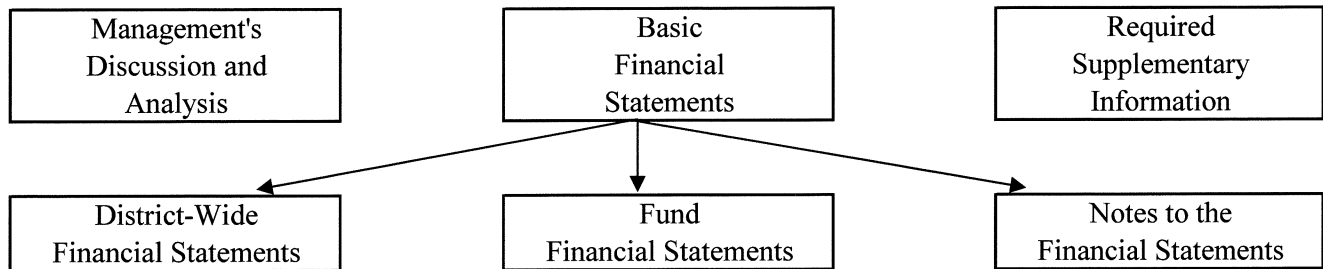 Management's
Discussion and
Analysis
Basic
Financial
Statements
Required
Supplementary
Information
District-Wide
Financial Statements
Fund
Financial Statements
Notes to the
Financial Statements